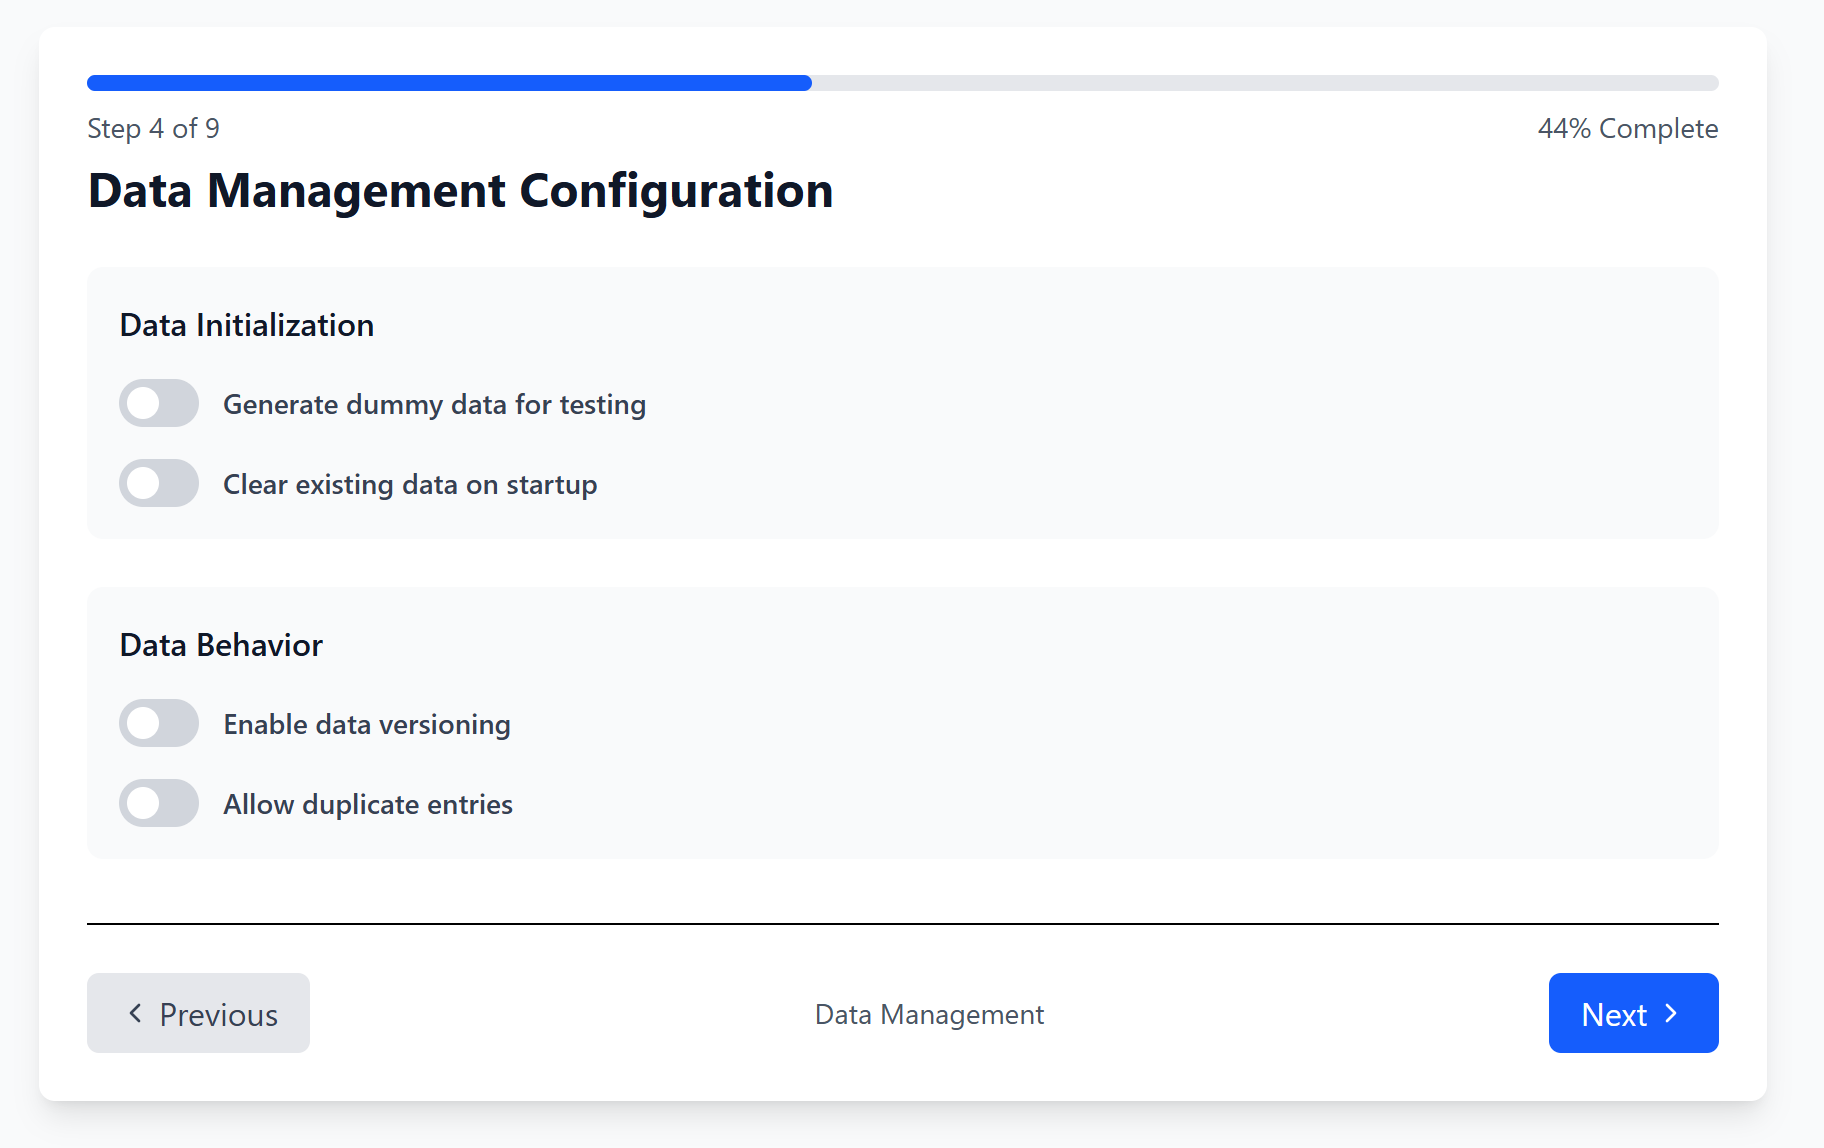 Step 4 of 9
44% Complete
Data Management Configuration
Data Initialization
Generate dummy data for testing
Clear existing data on startup
Data Behavior
Enable data versioning
Allow duplicate entries
Previous
Data Management
Next